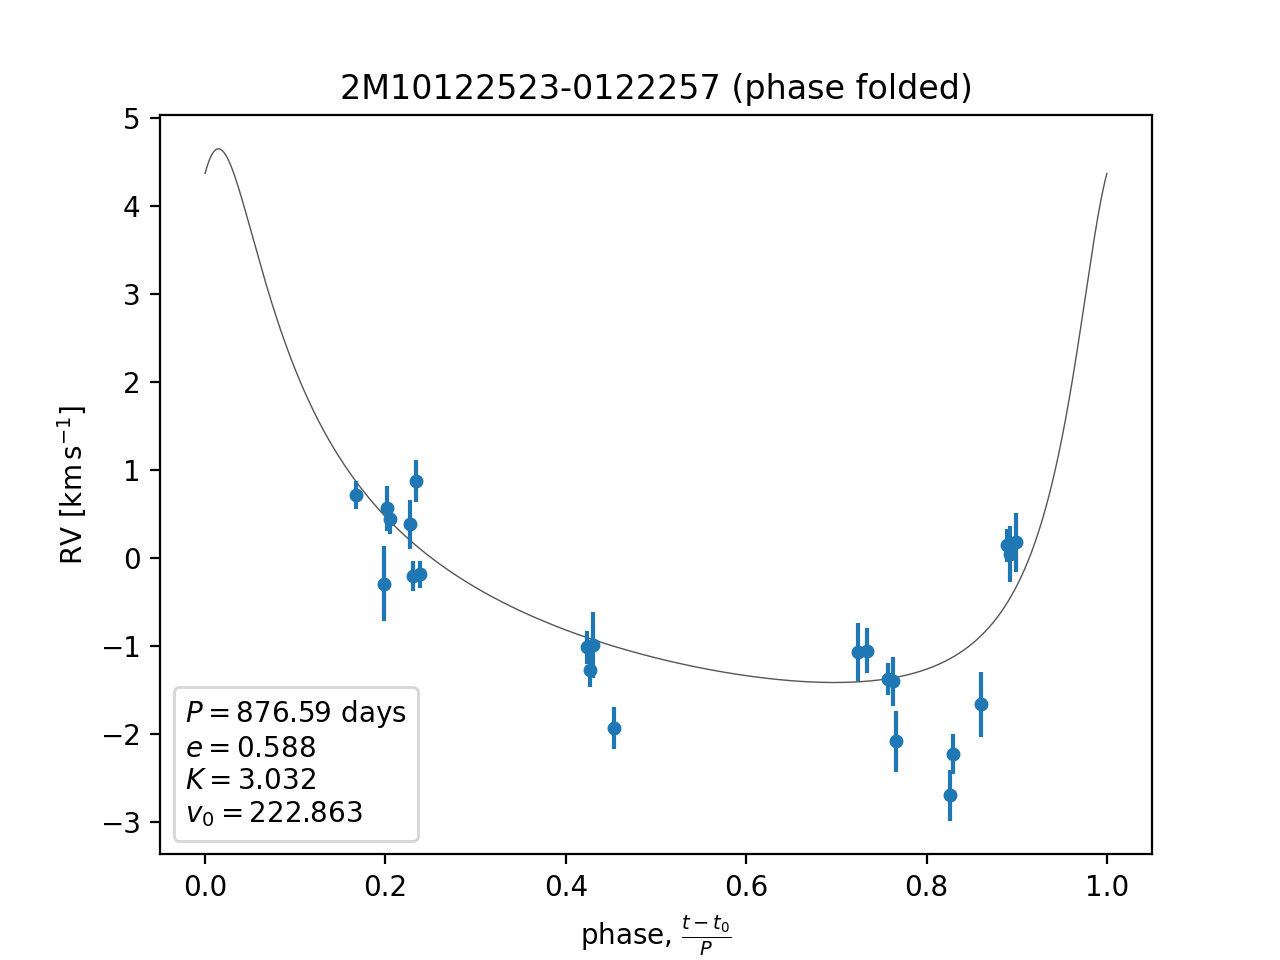 2M10122523-0122257 (phase folded)
RV [km s⁻¹]
5
4
3
2
1
0
−1
−2
−3
P = 876.59 days
e = 0.588
K = 3.032
v₀ = 222.863
0.0 0.2 0.4 0.6 0.8 1.0
phase, (t − t₀)/P